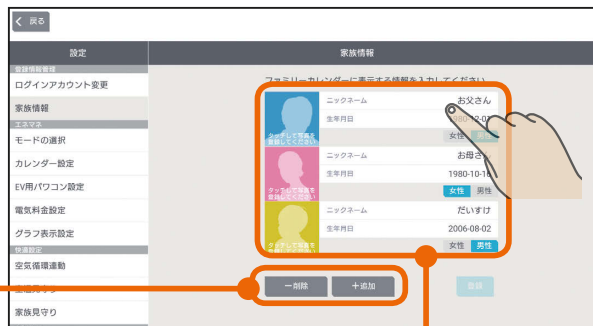 戻る
設定
家族情報
登録情報管理
ログインアカウント変更
家族情報
エネマネ
モードの選択
カレンダー設定
EV用パワコン設定
電気料金設定
グラフ表示設定
快適設定
空気循環連動
家族見守り
ファミリーカレンダーに表示する情報を入力してください
ニックネーム お父さん
生年月日 1980-12-03
タッチして写真を
登録してください
女性
ニックネーム お母さん
生年月日 1980-10-16
タッチして写真を
登録してください
女性 男性
ニックネーム だいすけ
生年月日 2006-08-02
タッチして写真を
登録してください
女性 男性
ー削除 +追加 登録